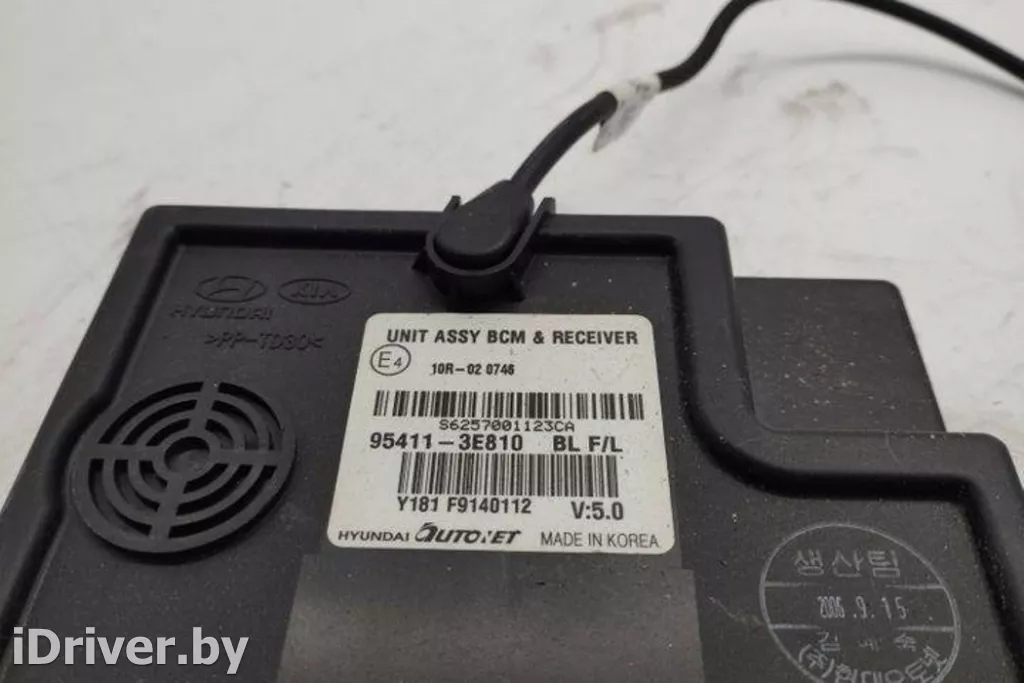 HYUNDAI
KIA
>PP-TD30<
UNIT ASSY BCM & RECEIVER
E4
10R-02 0746
S6257001123CA
95411-3E810 BL F/L
Y181 F9140112 V:5.0
HYUNDAI AUTONET MADE IN KOREA
생산팀
2006.9.15
iDriver.by